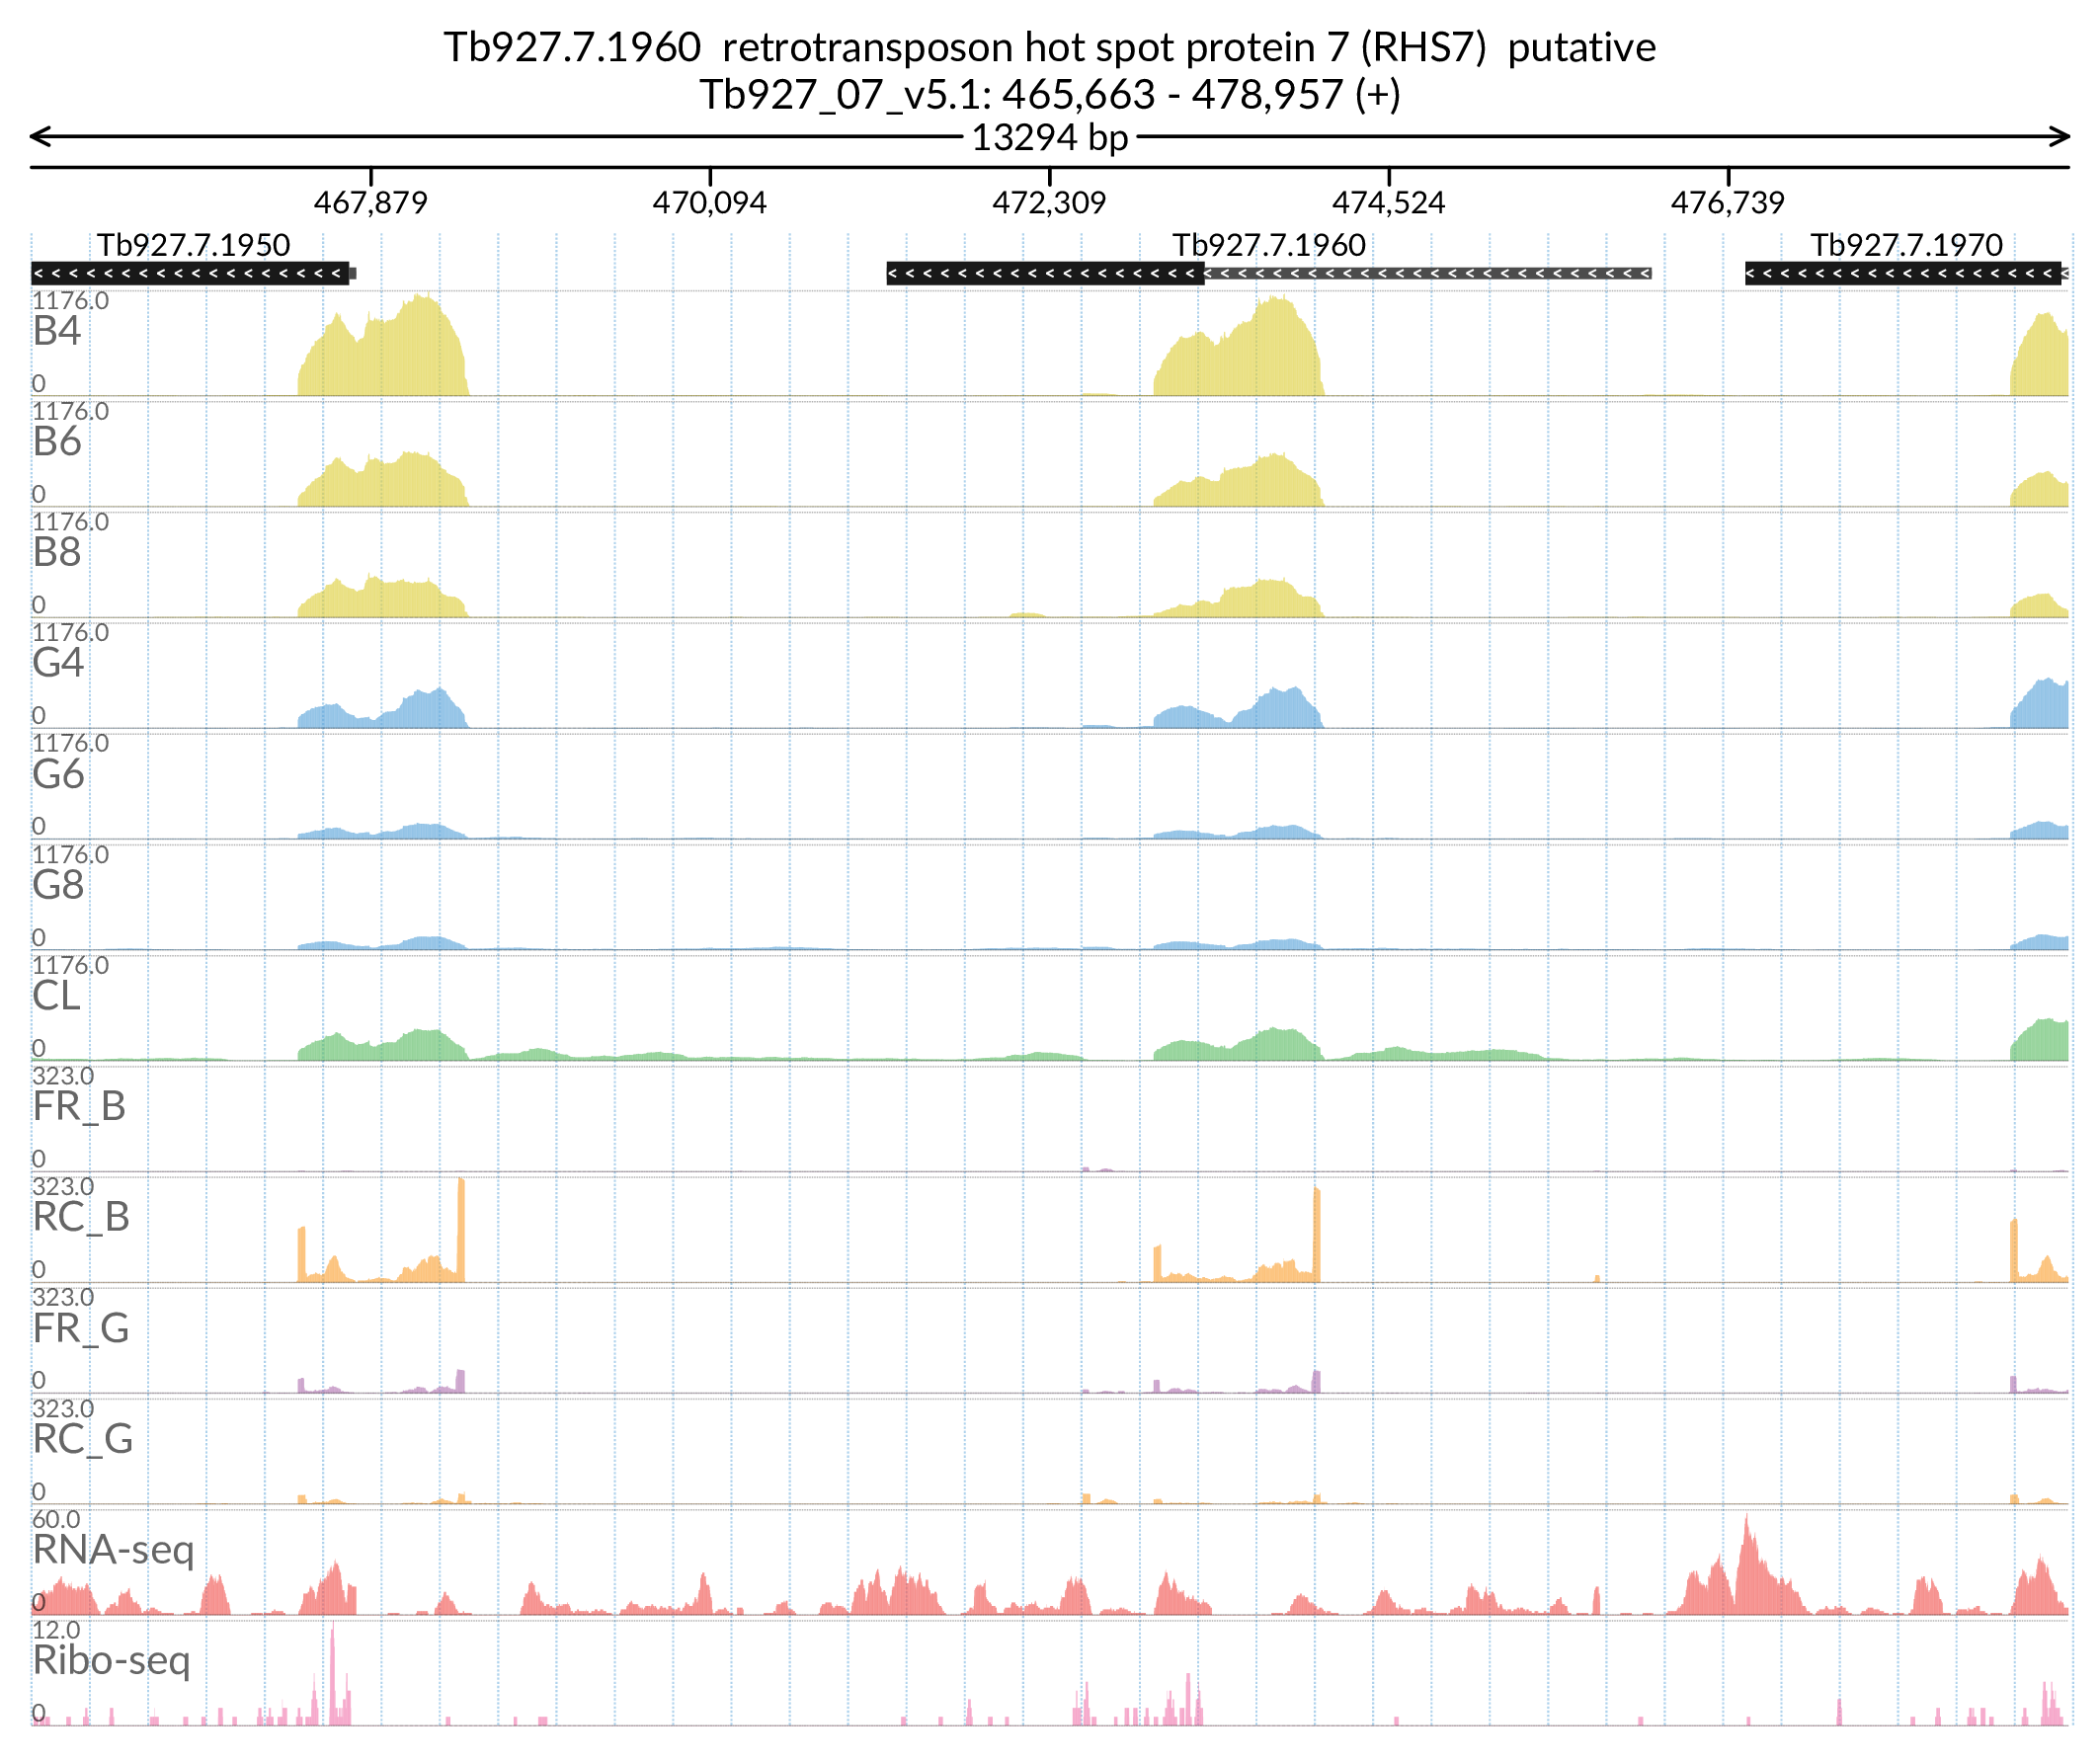 Tb927.7.1960 retrotransposon hot spot protein 7 (RHS7) putative
Tb927_07_v5.1: 465,663 - 478,957 (+)
13294 bp
467,879 470,094 472,309 474,524 476,739
Tb927.7.1950 Tb927.7.1960 Tb927.7.1970
1176.0
B4
0
1176.0
B6
0
1176.0
B8
0
1176.0
G4
0
1176.0
G6
0
1176.0
G8
0
1176.0
CL
0
323.0
FR_B
0
323.0
RC_B
0
323.0
FR_G
0
323.0
RC_G
0
60.0
RNA-seq
0
12.0
Ribo-seq
0